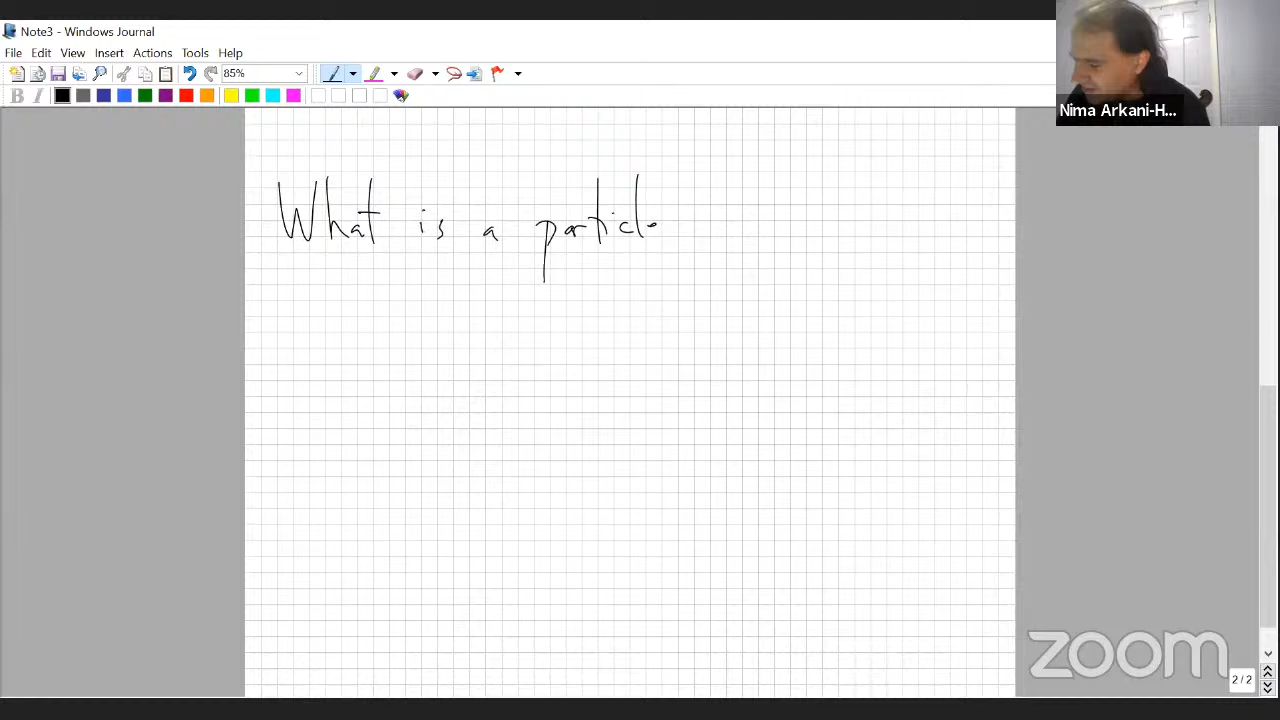 Note3 - Windows Journal
File Edit View Insert Actions Tools Help
85%
B I
Nima Arkani-H...
What is a particle
zoom
2 / 2